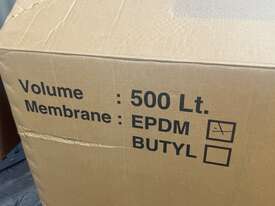 Volume : 500 Lt.
Membrane : EPDM
BUTYL